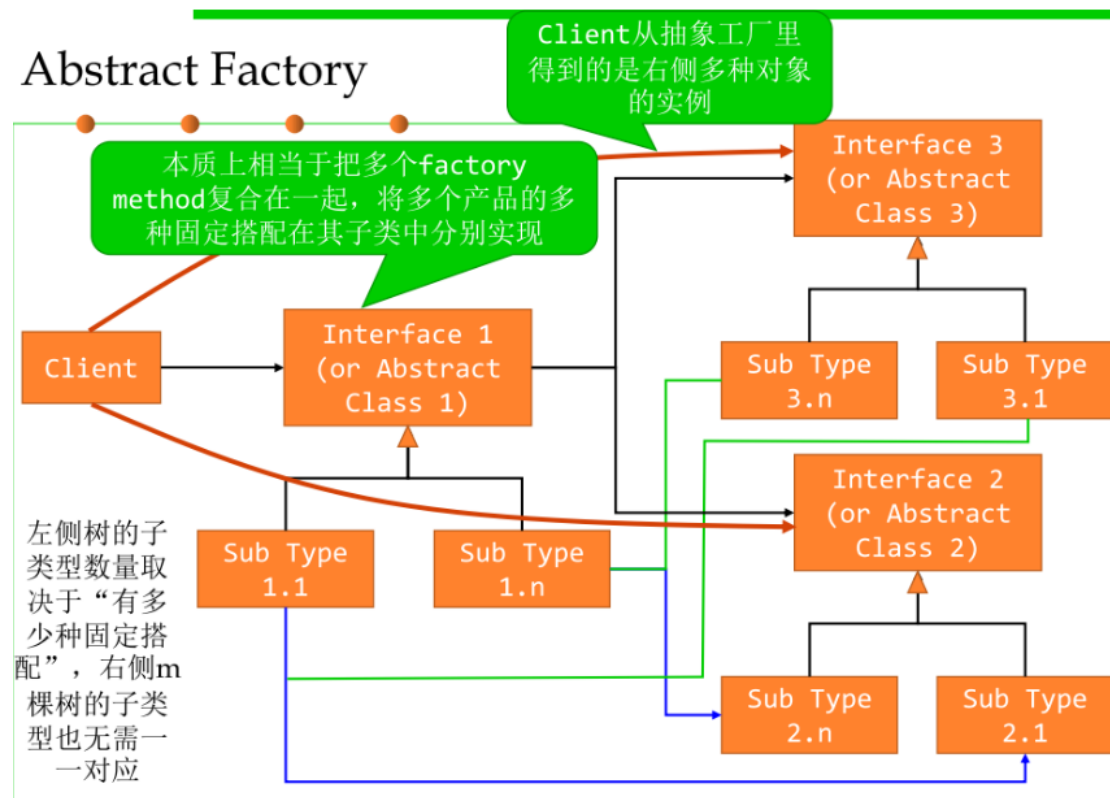 Abstract Factory
Client从抽象工厂里
得到的是右侧多种对象
的实例
本质上相当于把多个factory
method复合在一起，将多个产品的多
种固定搭配在其子类中分别实现
Interface 3
(or Abstract
Class 3)
Client
Interface 1
(or Abstract
Class 1)
Sub Type
3.n
Sub Type
3.1
Interface 2
(or Abstract
Class 2)
左侧树的子
类型数量取
决于“有多
少种固定搭
配”，右侧m
棵树的子类
型也无需一
一对应
Sub Type
1.1
Sub Type
1.n
Sub Type
2.n
Sub Type
2.1